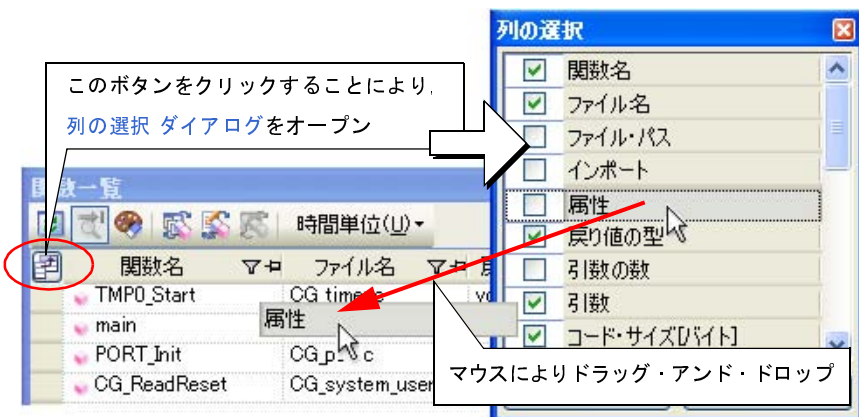 列の選択
関数名
ファイル名
ファイル・パス
インポート
属性
戻り値の型
引数の数
引数
コード・サイズ[バイト]
このボタンをクリックすることにより,
列の選択 ダイアログをオープン
関数一覧
時間単位(U)
関数名 ファイル名
TMP0_Start
main
PORT_Init
CG_ReadReset CG_system_user
属性
マウスによりドラッグ・アンド・ドロップ